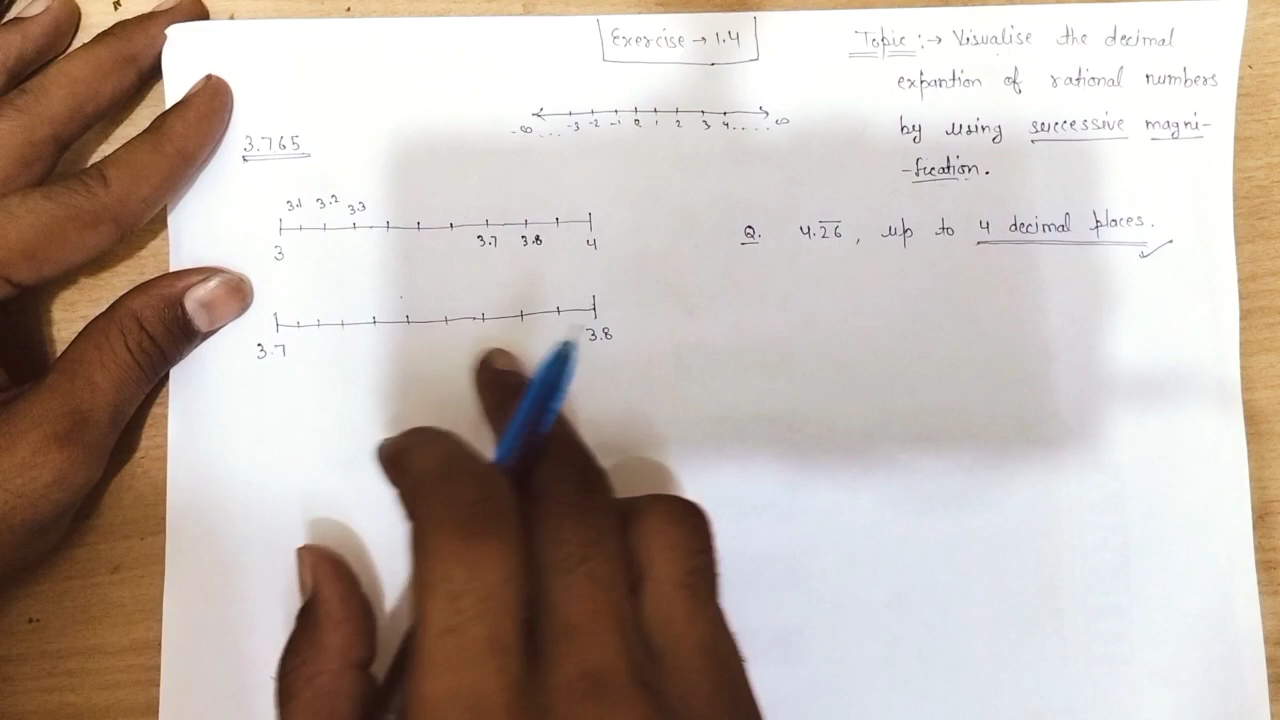 Exercise → 1.4
Topic :→ Visualise the decimal
expantion of rational numbers
by using successive magni-
-fication.
-∞ ... -3 -2 -1 0 1 2 3 4 ..... ∞
3.765
3.1 3.2 3.3
3.7 3.8
3 4
Q. 4.2̅6̅, up to 4 decimal places.
3.7 3.8